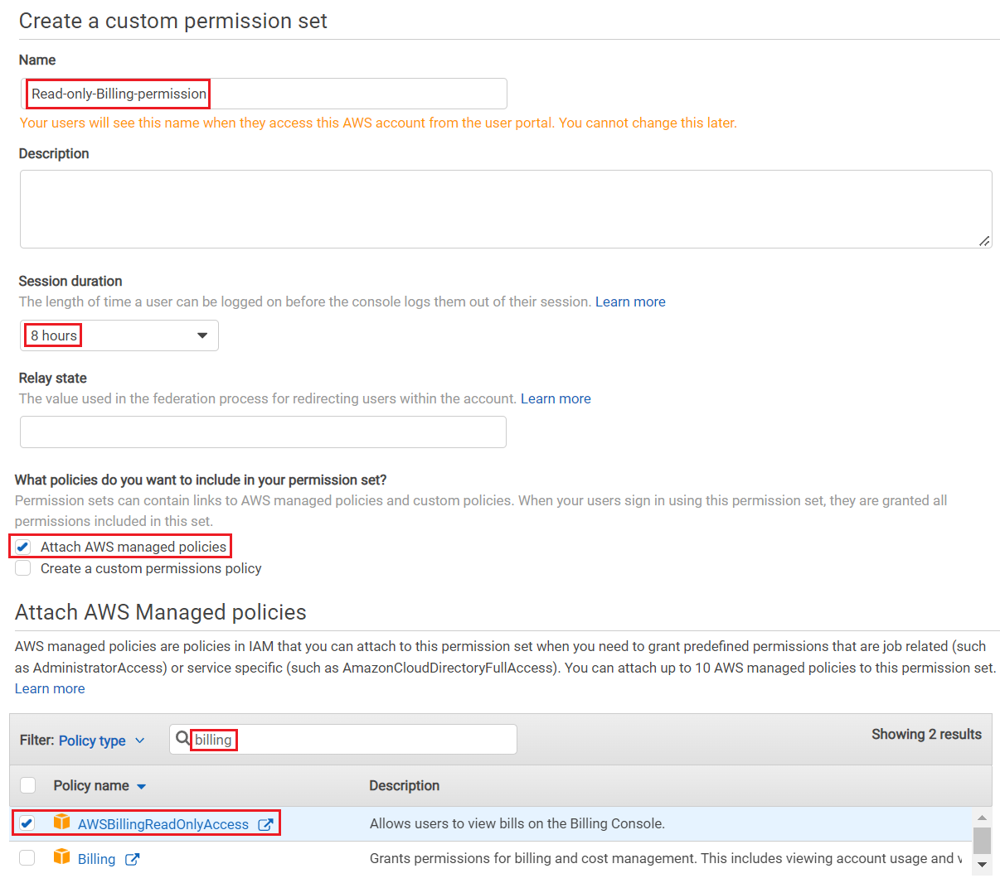 Create a custom permission set
Name
Read-only-Billing-permission
Your users will see this name when they access this AWS account from the user portal. You cannot change this later.
Description
Session duration
The length of time a user can be logged on before the console logs them out of their session. Learn more
8 hours
Relay state
The value used in the federation process for redirecting users within the account. Learn more
What policies do you want to include in your permission set?
Permission sets can contain links to AWS managed policies and custom policies. When your users sign in using this permission set, they are granted all
permissions included in this set.
Attach AWS managed policies
Create a custom permissions policy
Attach AWS Managed policies
AWS managed policies are policies in IAM that you can attach to this permission set when you need to grant predefined permissions that are job related (such
as AdministratorAccess) or service specific (such as AmazonCloudDirectoryFullAccess). You can attach up to 10 AWS managed policies to this permission set.
Learn more
Filter: Policy type billing Showing 2 results
Policy name Description
AWSBillingReadOnlyAccess Allows users to view bills on the Billing Console.
Billing Grants permissions for billing and cost management. This includes viewing account usage and